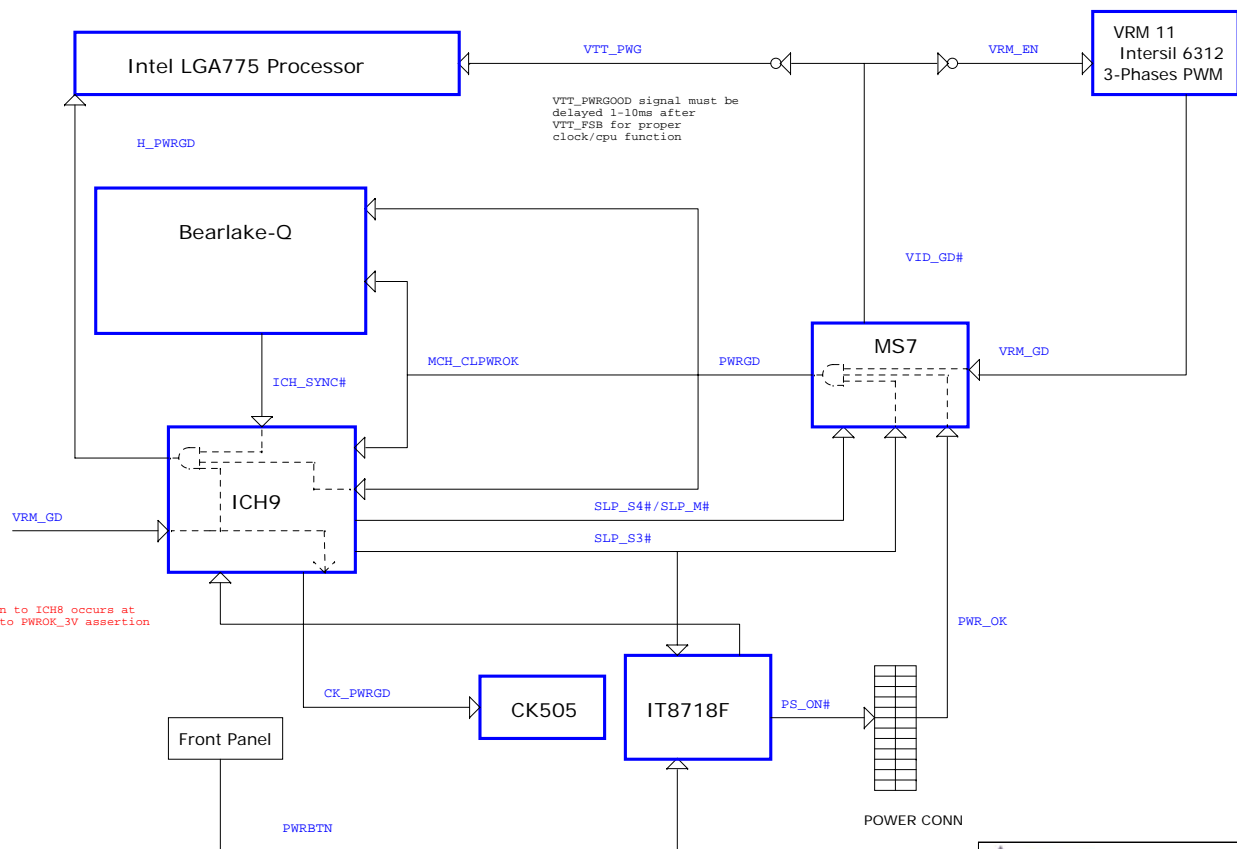 Intel LGA775 Processor
VTT_PWG
VRM_EN
VRM 11
Intersil 6312
3-Phases PWM
VTT_PWRGOOD signal must be
delayed 1-10ms after
VTT_FSB for proper
clock/cpu function
H_PWRGD
Bearlake-Q
VID_GD#
MS7
VRM_GD
MCH_CLPWROK
PWRGD
ICH_SYNC#
ICH9
VRM_GD
SLP_S4#/SLP_M#
SLP_S3#
n to ICH8 occurs at
to PWROK_3V assertion
PWR_OK
CK_PWRGD
CK505
IT8718F
PS_ON#
Front Panel
POWER CONN
PWRBTN